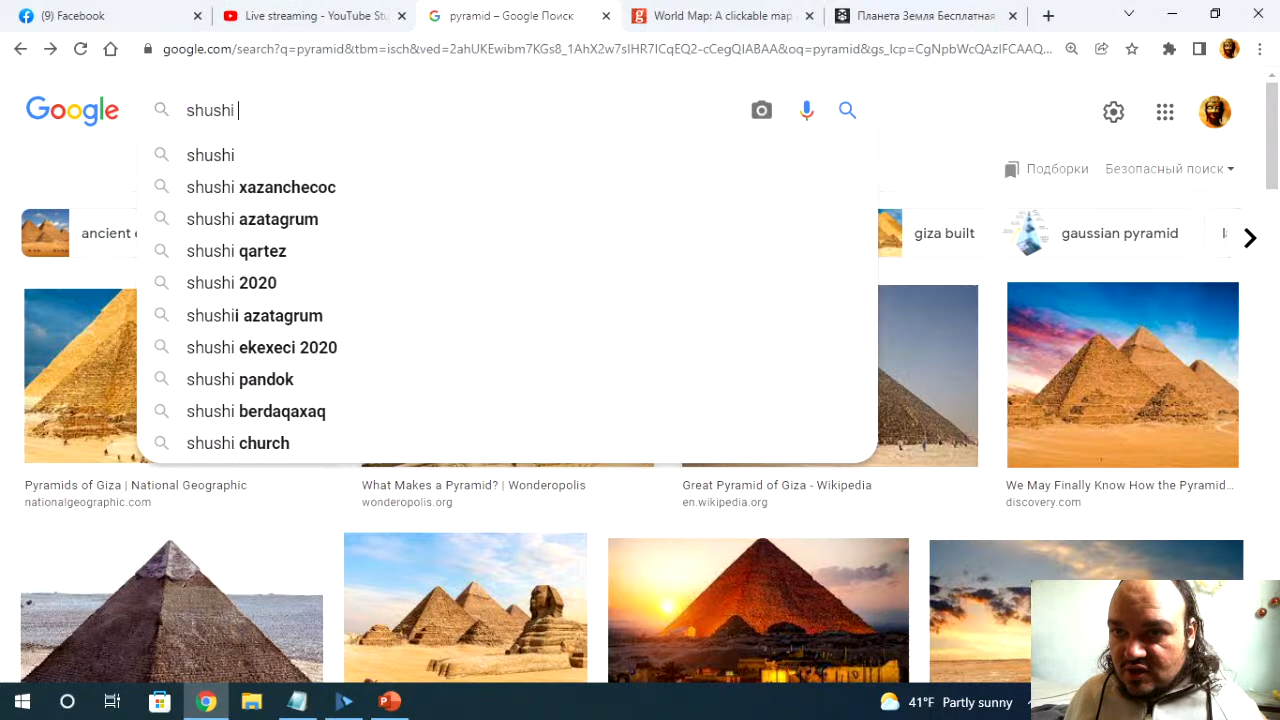 (9) Facebook
Live eatagming - YouTube Stu
pyramid – Google Поиск
World Map: A clickable map
Планета Земля Бесплатная
google.com/search?q=pyramid&tbm=isch&ved=2ahUKEwibm7KGs8_1AhX2w7sIHR7lCqEQ2-cCegQIABAA&oq=pyramid&gs_lcp=CgNpbWcQAzIFCAAQ...
Google
shushi
shushi
Подборки
Безопасный поиск
shushi xazanchecoc
shushi azatagrum
ancient
giza built
gaussian pyramid
shushi qartez
shushi 2020
shushii azatagrum
shushi ekexeci 2020
shushi pandok
shushi berdaqaxaq
shushi church
Pyramids of Giza | National Geographic
nationalgeographic.com
What Makes a Pyramid? | Wonderopolis
wonderopolis.org
Great Pyramid of Giza - Wikipedia
en.wikipedia.org
We May Finally Know How the Pyramid...
discovery.com
41°F Partly sunny